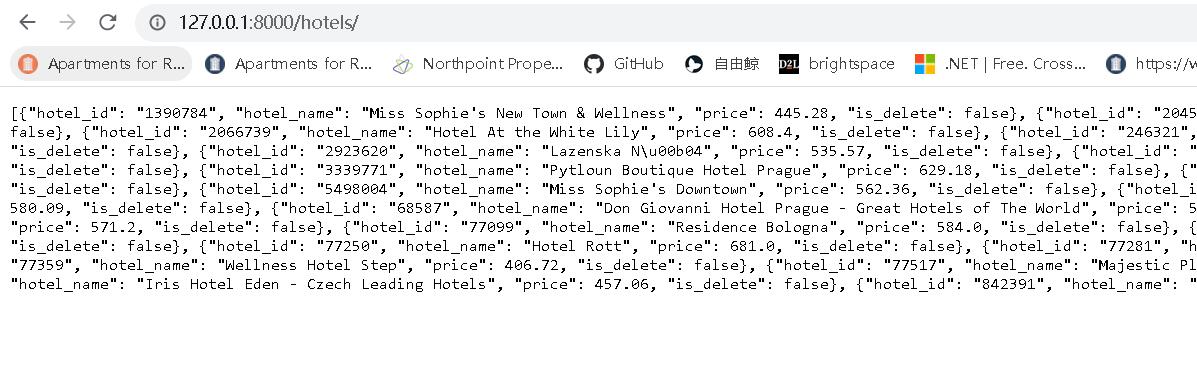 127.0.0.1:8000/hotels/
Apartments for R... Apartments for R... Northpoint Prope... GitHub 自由鲸 D2L brightspace .NET | Free. Cross... https://w
[{"hotel_id": "1390784", "hotel_name": "Miss Sophie's New Town & Wellness", "price": 445.28, "is_delete": false}, {"hotel_id": "2045
false}, {"hotel_id": "2066739", "hotel_name": "Hotel At the White Lily", "price": 608.4, "is_delete": false}, {"hotel_id": "246321",
"is_delete": false}, {"hotel_id": "2923620", "hotel_name": "Lazenska N\u00b04", "price": 535.57, "is_delete": false}, {"hotel_id": "
"is_delete": false}, {"hotel_id": "3339771", "hotel_name": "Pytloun Boutique Hotel Prague", "price": 629.18, "is_delete": false}, {"
"is_delete": false}, {"hotel_id": "5498004", "hotel_name": "Miss Sophie's Downtown", "price": 562.36, "is_delete": false}, {"hotel_i
580.09, "is_delete": false}, {"hotel_id": "68587", "hotel_name": "Don Giovanni Hotel Prague - Great Hotels of The World", "price": 5
"price": 571.2, "is_delete": false}, {"hotel_id": "77099", "hotel_name": "Residence Bologna", "price": 584.0, "is_delete": false}, {
"is_delete": false}, {"hotel_id": "77250", "hotel_name": "Hotel Rott", "price": 681.0, "is_delete": false}, {"hotel_id": "77281", "h
"77359", "hotel_name": "Wellness Hotel Step", "price": 406.72, "is_delete": false}, {"hotel_id": "77517", "hotel_name": "Majestic Pl
"hotel_name": "Iris Hotel Eden - Czech Leading Hotels", "price": 457.06, "is_delete": false}, {"hotel_id": "842391", "hotel_name": "